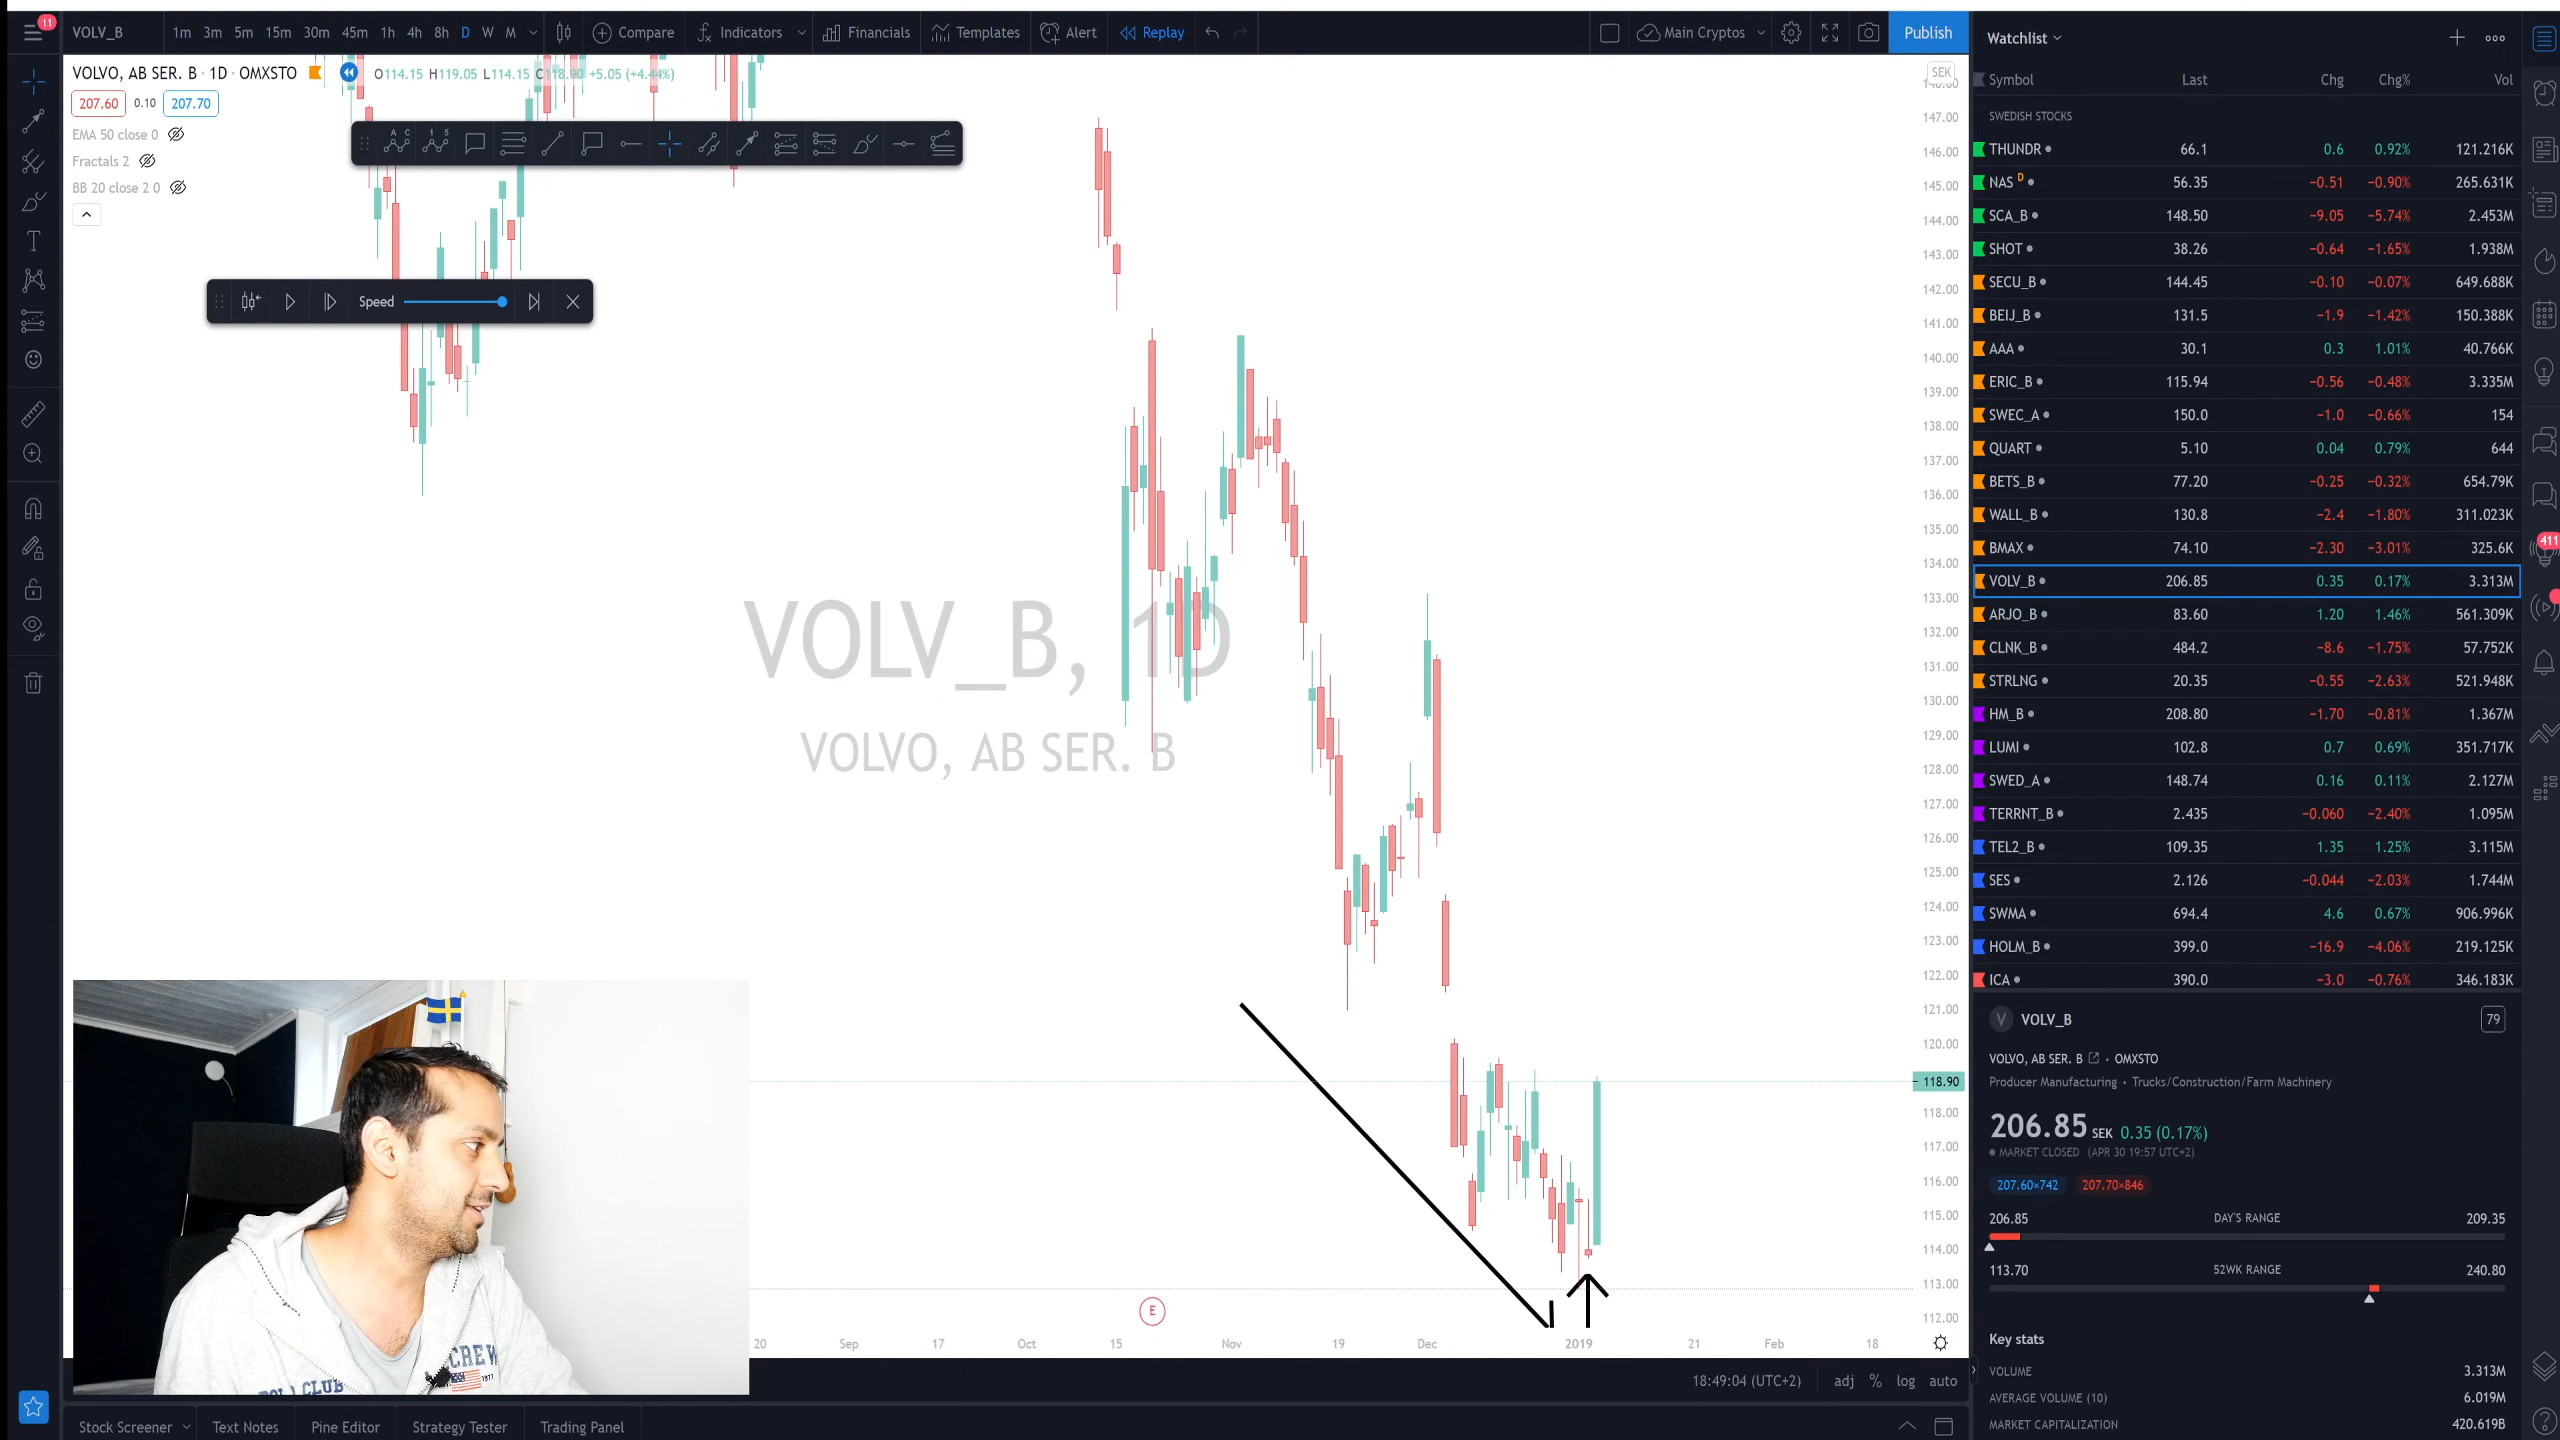 11
VOLV_B 1m 3m 5m 15m 30m 45m 1h 4h 8h D W M Compare Indicators Financials Templates Alert Replay Main Cryptos Publish
VOLVO, AB SER. B · 1D · OMXSTO O114.15 H119.05 L114.15 C118.90 +5.05 (+4.44%)
207.60 0.10 207.70
EMA 50 close 0
Fractals 2
BB 20 close 2 0
A C
1 5
Speed
VOLV_B, 1D
VOLVO, AB SER. B
SEK
148.00
147.00
146.00
145.00
144.00
143.00
142.00
141.00
140.00
139.00
138.00
137.00
136.00
135.00
134.00
133.00
132.00
131.00
130.00
129.00
128.00
127.00
126.00
125.00
124.00
123.00
122.00
121.00
120.00
118.90
118.00
117.00
116.00
115.00
114.00
113.00
112.00
E
20 Sep 17 Oct 15 Nov 19 Dec 2019 21 Feb 18
CREW
1877
POLO CLUB
18:49:04 (UTC+2) adj % log auto
Stock Screener Text Notes Pine Editor Strategy Tester Trading Panel
Watchlist
Symbol Last Chg Chg% Vol
SWEDISH STOCKS
THUNDR 66.1 0.6 0.92% 121.216K
NAS D 56.35 −0.51 −0.90% 265.631K
SCA_B 148.50 −9.05 −5.74% 2.453M
SHOT 38.26 −0.64 −1.65% 1.938M
SECU_B 144.45 −0.10 −0.07% 649.688K
BEIJ_B 131.5 −1.9 −1.42% 150.388K
AAA 30.1 0.3 1.01% 40.766K
ERIC_B 115.94 −0.56 −0.48% 3.335M
SWEC_A 150.0 −1.0 −0.66% 154
QUART 5.10 0.04 0.79% 644
BETS_B 77.20 −0.25 −0.32% 654.79K
WALL_B 130.8 −2.4 −1.80% 311.023K
BMAX 74.10 −2.30 −3.01% 325.6K
VOLV_B 206.85 0.35 0.17% 3.313M
ARJO_B 83.60 1.20 1.46% 561.309K
CLNK_B 484.2 −8.6 −1.75% 57.752K
STRLNG 20.35 −0.55 −2.63% 521.948K
HM_B 208.80 −1.70 −0.81% 1.367M
LUMI 102.8 0.7 0.69% 351.717K
SWED_A 148.74 0.16 0.11% 2.127M
TERRNT_B 2.435 −0.060 −2.40% 1.095M
TEL2_B 109.35 1.35 1.25% 3.115M
SES 2.126 −0.044 −2.03% 1.744M
SWMA 694.4 4.6 0.67% 906.996K
HOLM_B 399.0 −16.9 −4.06% 219.125K
ICA 390.0 −3.0 −0.76% 346.183K
V VOLV_B 79
VOLVO, AB SER. B · OMXSTO
Producer Manufacturing · Trucks/Construction/Farm Machinery
206.85 SEK 0.35 (0.17%)
MARKET CLOSED (APR 30 19:57 UTC+2)
207.60×742 207.70×846
206.85 DAY'S RANGE 209.35
113.70 52WK RANGE 240.80
Key stats
VOLUME 3.313M
AVERAGE VOLUME (10) 6.019M
MARKET CAPITALIZATION 420.619B
411